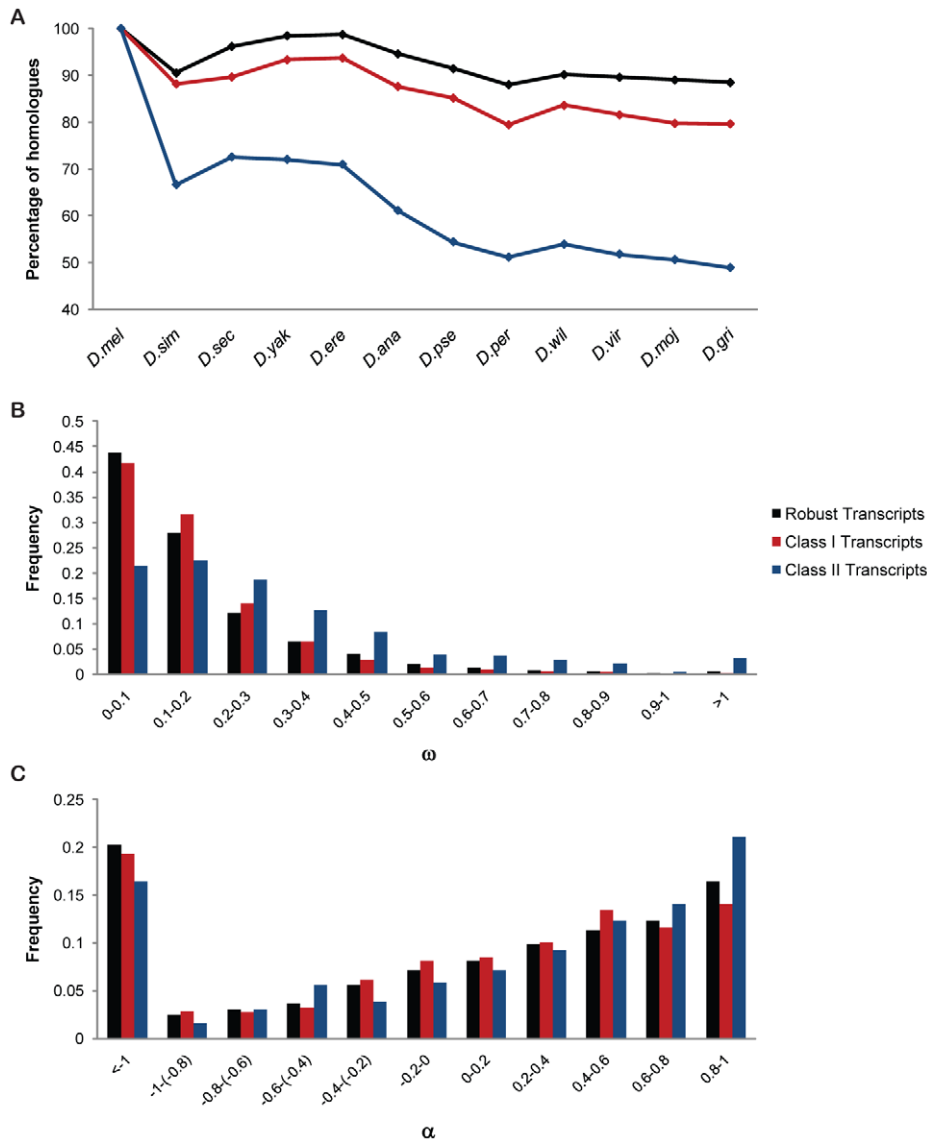 A
Percentage of homologues
100
90
80
70
60
50
40
D.mel
D.sim
D.sec
D.yak
D.ere
D.ana
D.pse
D.per
D.wil
D.vir
D.moj
D.gri
B
Frequency
0.5
0.45
0.4
0.35
0.3
0.25
0.2
0.15
0.1
0.05
0
0-0.1
0.1-0.2
0.2-0.3
0.3-0.4
0.4-0.5
0.5-0.6
0.6-0.7
0.7-0.8
0.8-0.9
0.9-1
>1
ω
Robust Transcripts
Class I Transcripts
Class II Transcripts
C
Frequency
0.25
0.2
0.15
0.1
0.05
0
<-1
-1-(-0.8)
-0.8-(-0.6)
-0.6-(-0.4)
-0.4-(-0.2)
-0.2-0
0-0.2
0.2-0.4
0.4-0.6
0.6-0.8
0.8-1
α